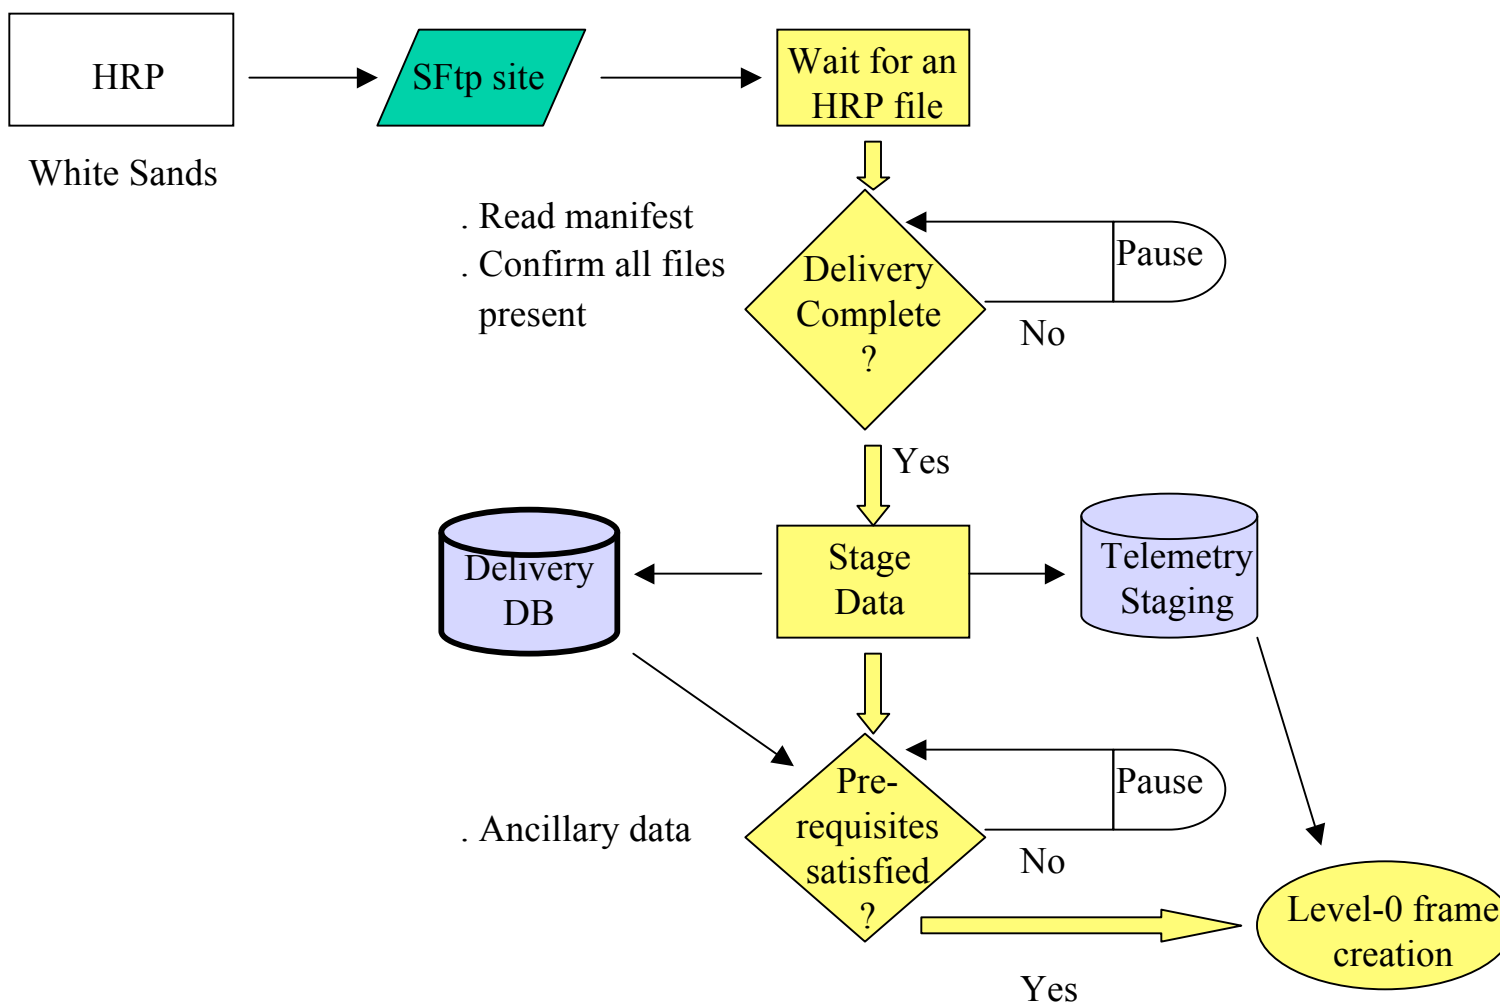 HRP
SFtp site
Wait for an
HRP file
White Sands
. Read manifest
. Confirm all files
present
Delivery
Complete
?
Pause
No
Yes
Delivery
DB
Stage
Data
Telemetry
Staging
. Ancillary data
Pre-
requisites
satisfied
?
Pause
No
Yes
Level-0 frame
creation